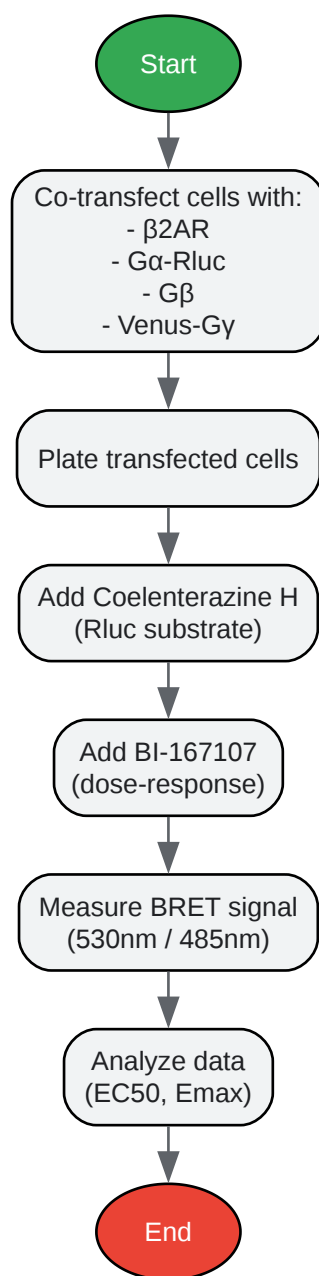 Start
Co-transfect cells with:
- β2AR
- Gα-Rluc
- Gβ
- Venus-Gγ
Plate transfected cells
Add Coelenterazine H
(Rluc substrate)
Add BI-167107
(dose-response)
Measure BRET signal
(530nm / 485nm)
Analyze data
(EC50, Emax)
End